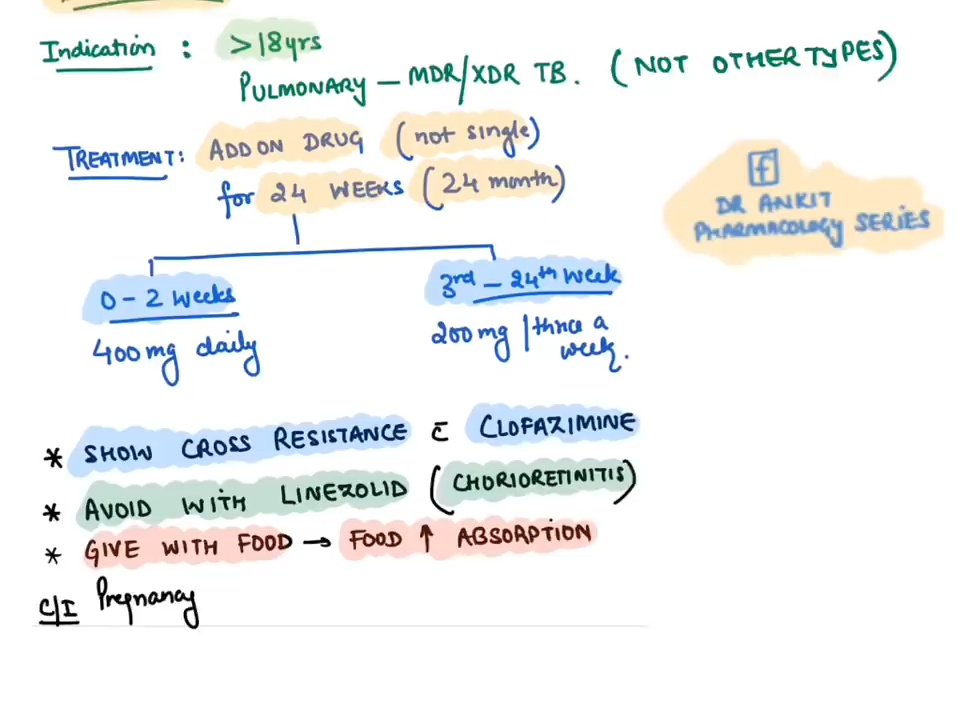 Indication : >18yrs
PULMONARY – MDR/XDR TB. (NOT OTHER TYPES)
TREATMENT: ADD ON DRUG (not single)
for 24 WEEKS (24 month)
f
DR ANKIT
PHARMACOLOGY SERIES
0 – 2 weeks
400 mg daily
3rd – 24th week
200 mg / thrice a
week.
* SHOW CROSS RESISTANCE c̄ CLOFAZIMINE
* AVOID WITH LINEZOLID (CHORIORETINITIS)
* GIVE WITH FOOD → FOOD ↑ ABSORPTION
C/I Pregnancy